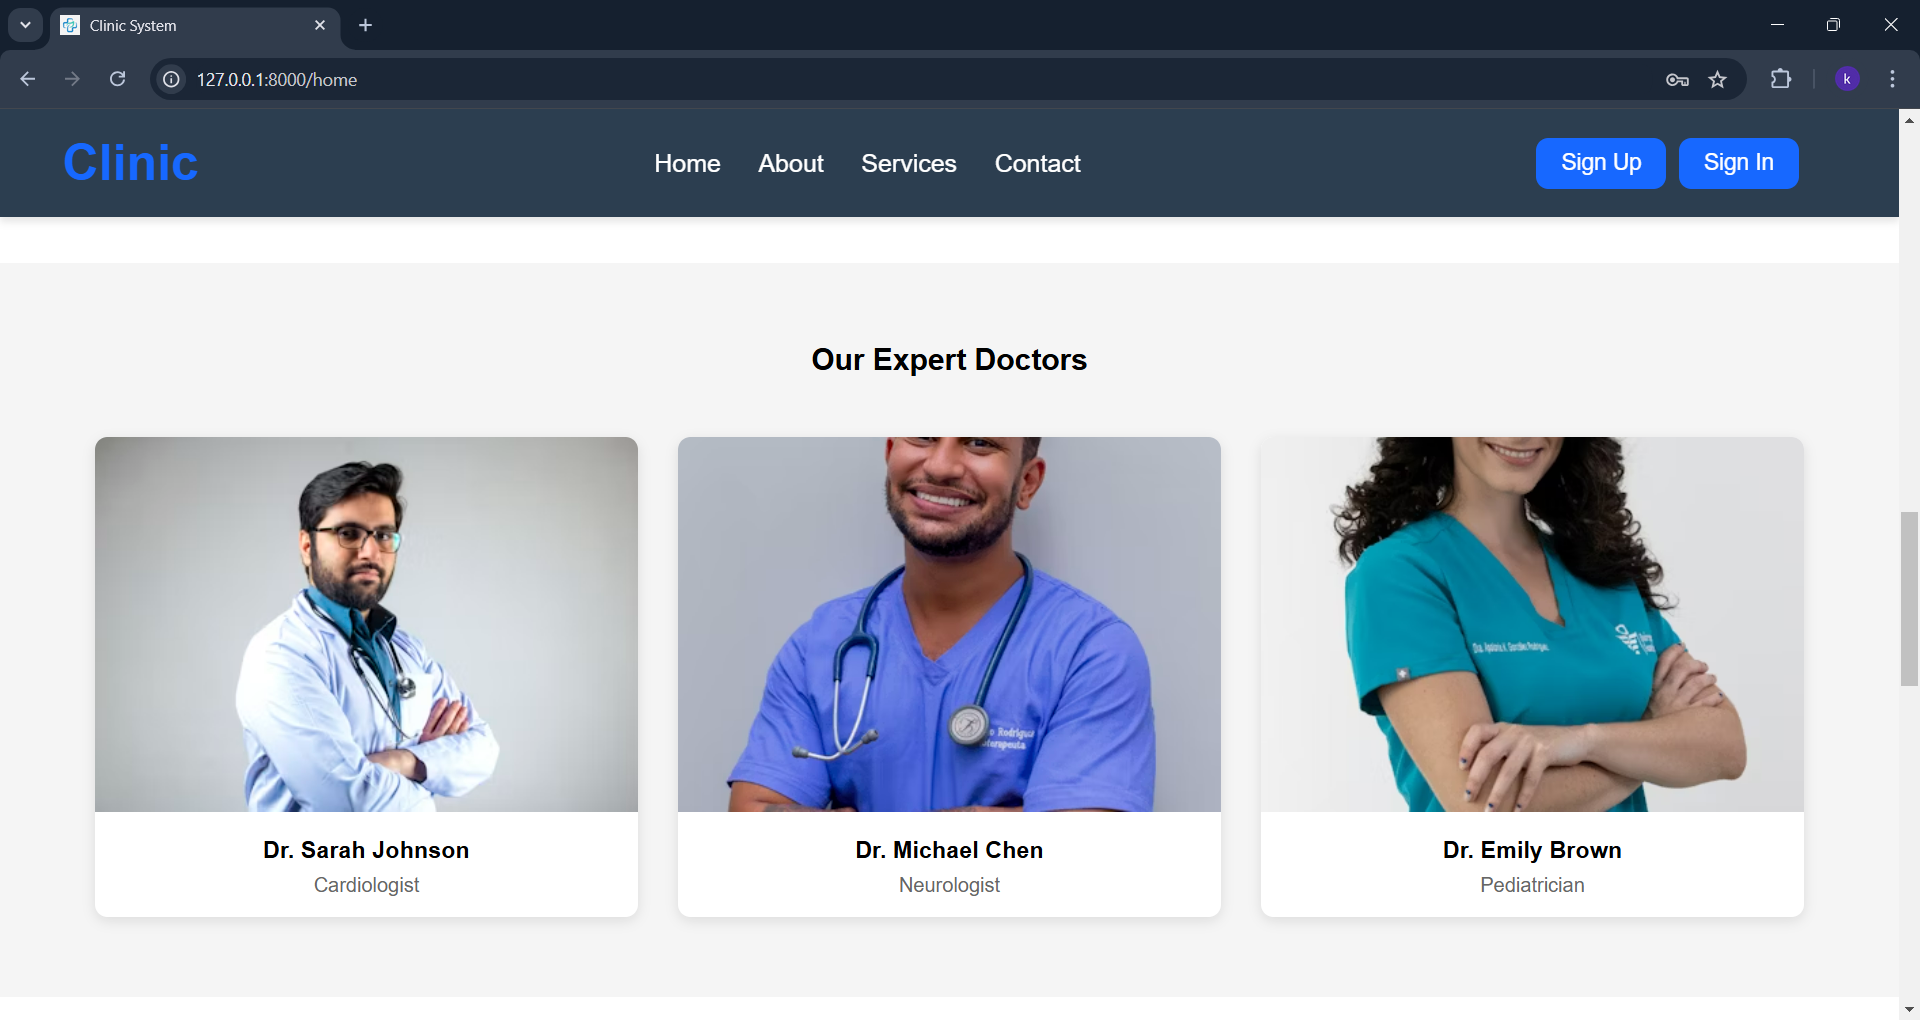 Clinic System
127.0.0.1:8000/home
k
Clinic
Home About Services Contact
Sign Up Sign In
Our Expert Doctors
o Rodrigue
Dr. Sarah Johnson
Cardiologist
Dr. Michael Chen
Neurologist
Dr. Emily Brown
Pediatrician